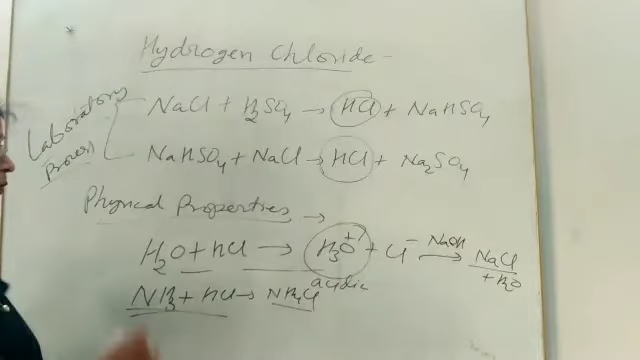 Hydrogen Chloride -
Laboratory Process
NaCl + H2SO4 → HCl + NaHSO4
NaHSO4 + NaCl → HCl + Na2SO4
Physical Properties →
H2O + HCl → H3O+ + Cl- NaOH → NaCl + H2O
acidic
NH3 + HCl → NH4Cl